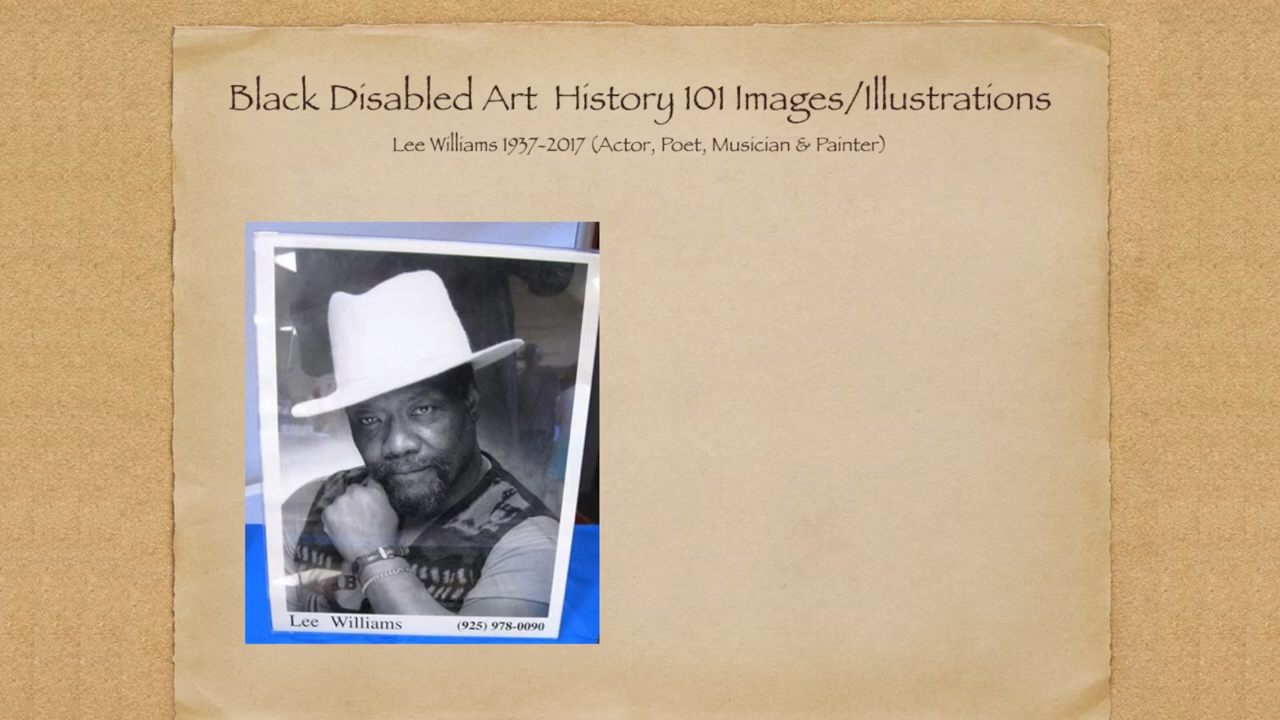 Black Disabled Art History 101 Images/Illustrations
Lee Williams 1937-2017 (Actor, Poet, Musician & Painter)
Lee Williams (925) 978-0090